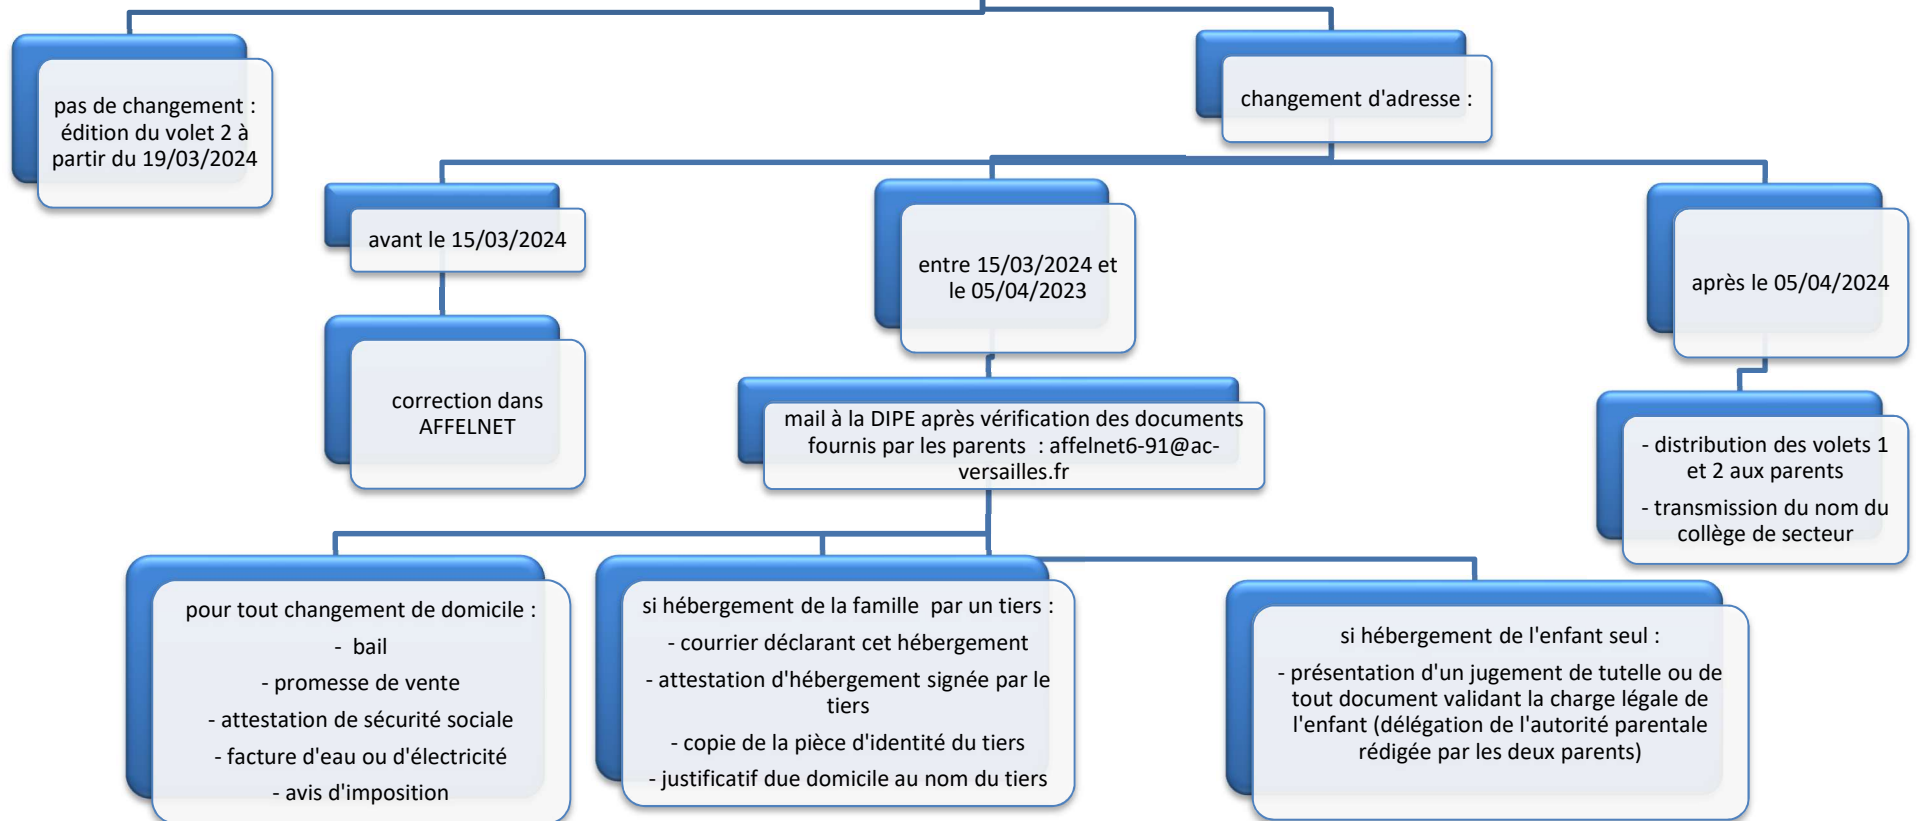 pas de changement :
édition du volet 2 à
partir du 19/03/2024
changement d'adresse :
avant le 15/03/2024
entre 15/03/2024 et
le 05/04/2023
après le 05/04/2024
correction dans
AFFELNET
mail à la DIPE après vérification des documents
fournis par les parents  : affelnet6-91@ac-
versailles.fr
- distribution des volets 1
et 2 aux parents
- transmission du nom du
collège de secteur
pour tout changement de domicile :
-  bail
- promesse de vente
- attestation de sécurité sociale
- facture d'eau ou d'électricité
- avis d'imposition
si hébergement de la famille  par un tiers :
- courrier déclarant cet hébergement
- attestation d'hébergement signée par le
tiers
- copie de la pièce d'identité du tiers
- justificatif due domicile au nom du tiers
si hébergement de l'enfant seul :
- présentation d'un jugement de tutelle ou de
tout document validant la charge légale de
l'enfant (délégation de l'autorité parentale
rédigée par les deux parents)